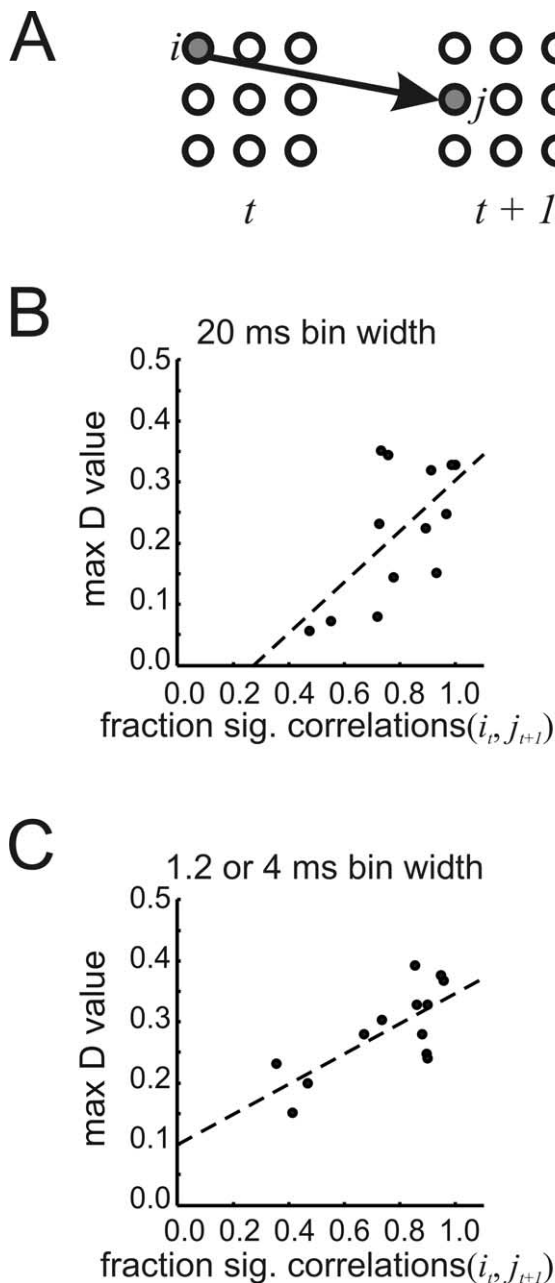 A
i
j
t
t + 1
B
20 ms bin width
0.5
0.4
0.3
0.2
0.1
0.0
max D value
0.0 0.2 0.4 0.6 0.8 1.0
fraction sig. correlations(i_t, j_{t+1})
C
1.2 or 4 ms bin width
0.5
0.4
0.3
0.2
0.1
0.0
max D value
0.0 0.2 0.4 0.6 0.8 1.0
fraction sig. correlations(i_t, j_{t+1})